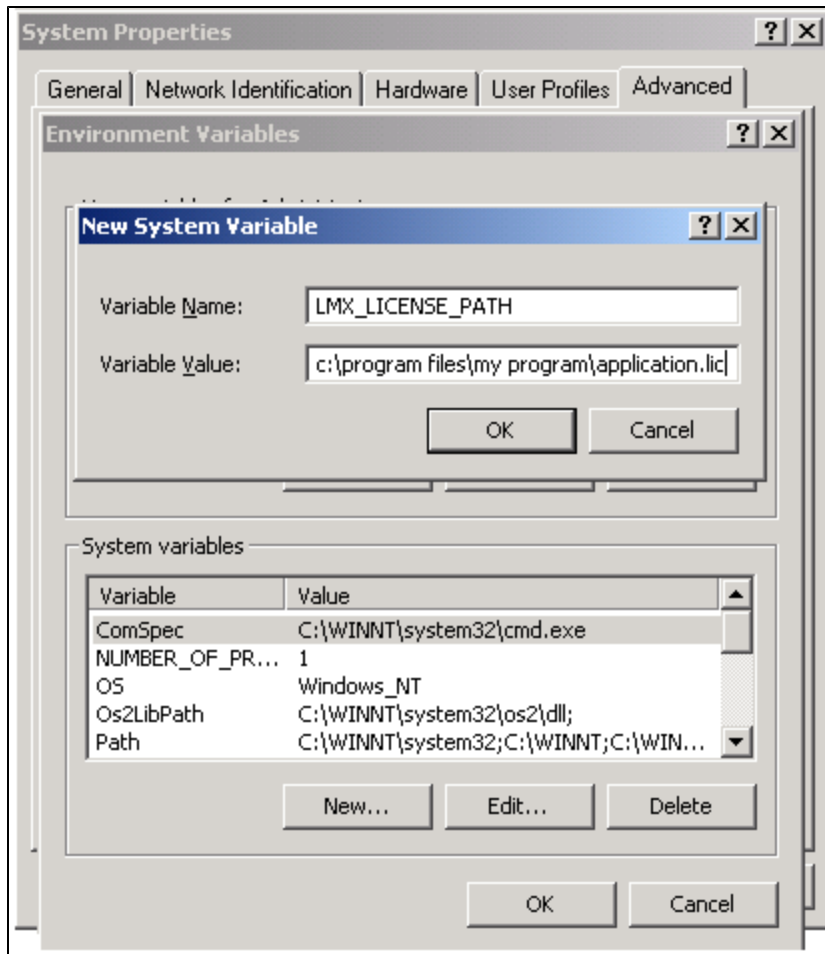 System Properties
General Network Identification Hardware User Profiles Advanced
Environment Variables
New System Variable
Variable Name: LMX_LICENSE_PATH
Variable Value: c:\program files\my program\application.lic
OK Cancel
System variables
Variable Value
ComSpec C:\WINNT\system32\cmd.exe
NUMBER_OF_PR... 1
OS Windows_NT
Os2LibPath C:\WINNT\system32\os2\dll;
Path C:\WINNT\system32;C:\WINNT;C:\WIN...
New... Edit... Delete
OK Cancel